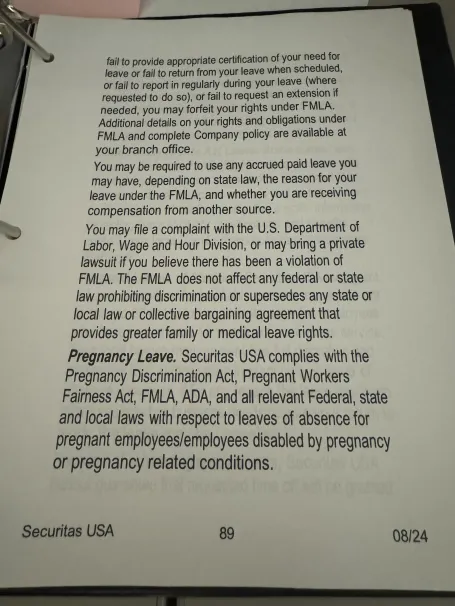 fail to provide appropriate certification of your need for
leave or fail to return from your leave when scheduled,
or fail to report in regularly during your leave (where
requested to do so), or fail to request an extension if
needed, you may forfeit your rights under FMLA.
Additional details on your rights and obligations under
FMLA and complete Company policy are available at
your branch office.
You may be required to use any accrued paid leave you
may have, depending on state law, the reason for your
leave under the FMLA, and whether you are receiving
compensation from another source.
You may file a complaint with the U.S. Department of
Labor, Wage and Hour Division, or may bring a private
lawsuit if you believe there has been a violation of
FMLA. The FMLA does not affect any federal or state
law prohibiting discrimination or supersedes any state or
local law or collective bargaining agreement that
provides greater family or medical leave rights.
Pregnancy Leave. Securitas USA complies with the
Pregnancy Discrimination Act, Pregnant Workers
Fairness Act, FMLA, ADA, and all relevant Federal, state
and local laws with respect to leaves of absence for
pregnant employees/employees disabled by pregnancy
or pregnancy related conditions.
Securitas USA 89 08/24